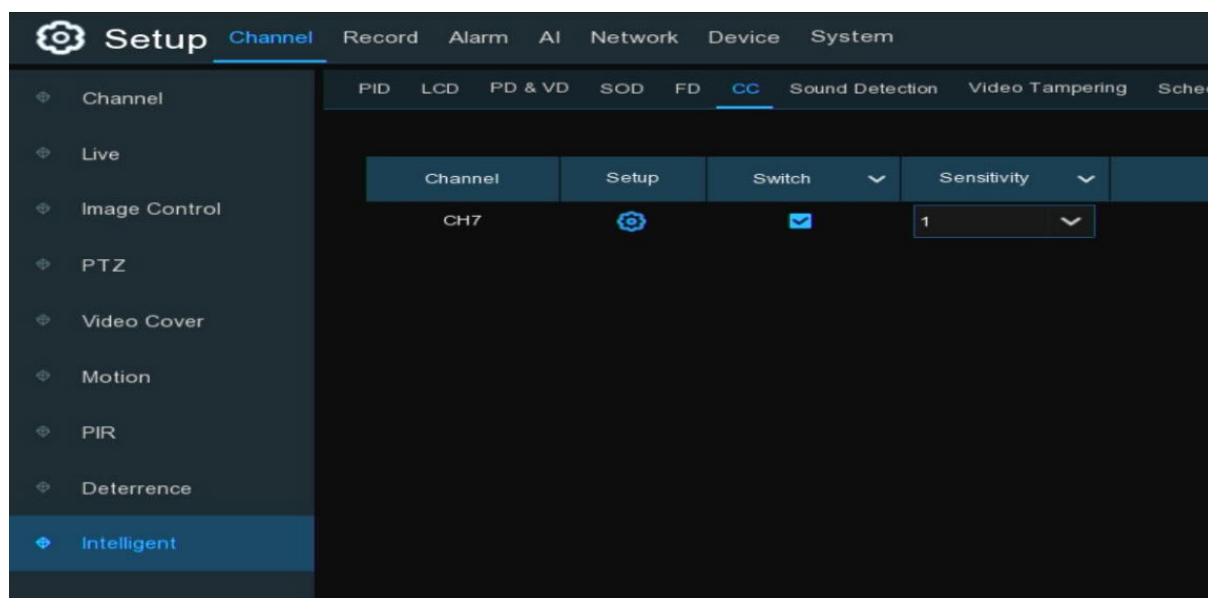 Setup Channel Record Alarm AI Network Device System
PID LCD PD & VD SOD FD CC Sound Detection Video Tampering
Channel
Live
Image Control
PTZ
Video Cover
Motion
PIR
Deterrence
Intelligent
Channel Setup Switch Sensitivity
CH7 1